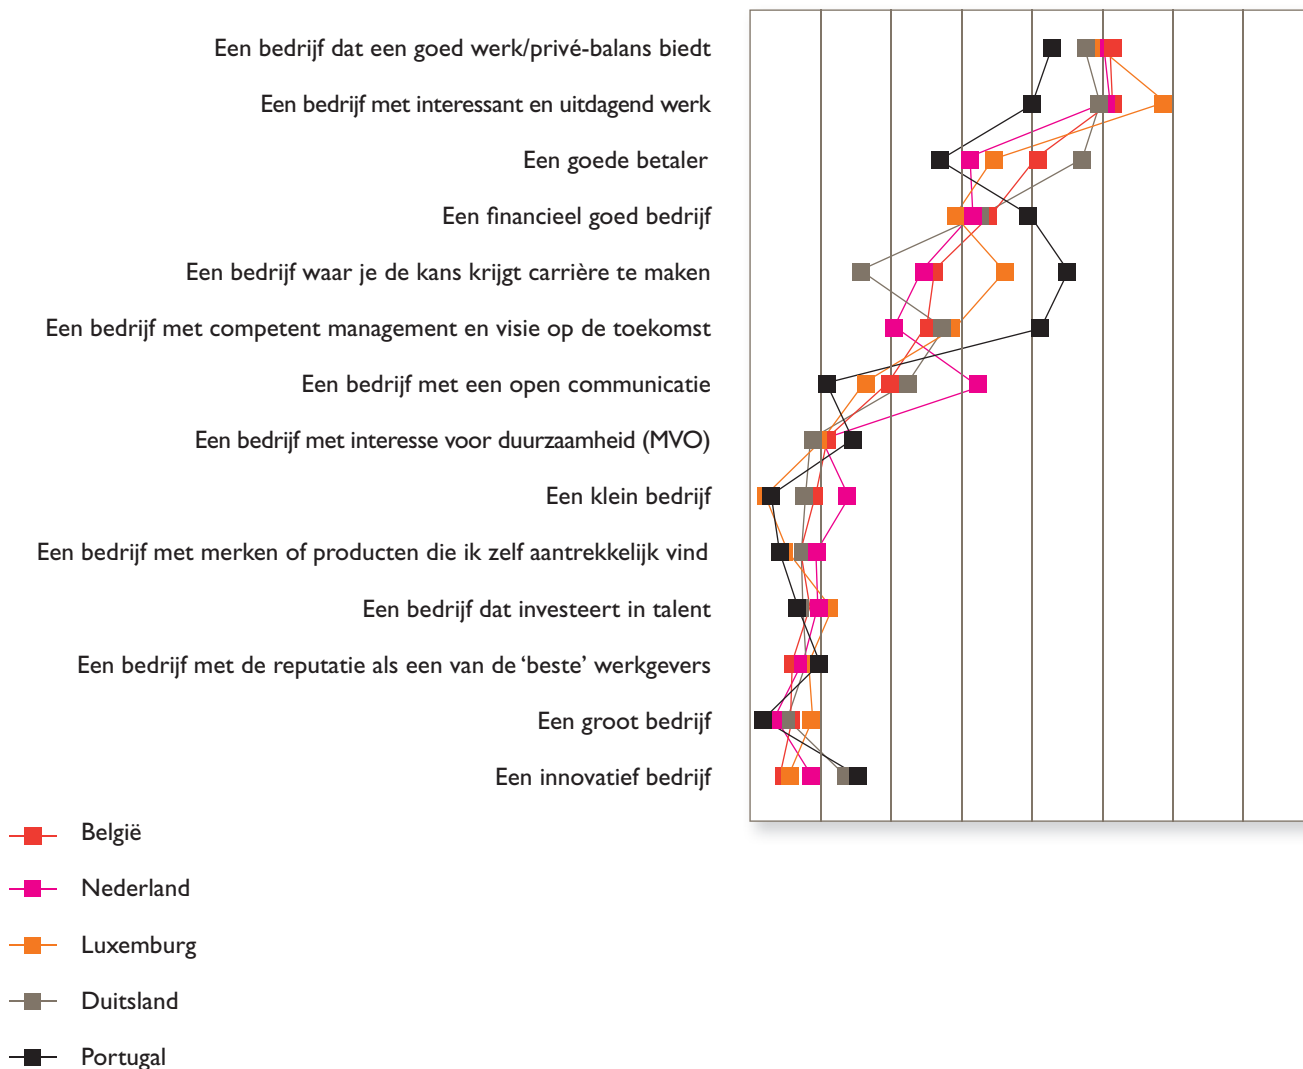 Een bedrijf dat een goed werk/privé-balans biedt
Een bedrijf met interessant en uitdagend werk
Een goede betaler
Een financieel goed bedrijf
Een bedrijf waar je de kans krijgt carrière te maken
Een bedrijf met competent management en visie op de toekomst
Een bedrijf met een open communicatie
Een bedrijf met interesse voor duurzaamheid (MVO)
Een klein bedrijf
Een bedrijf met merken of producten die ik zelf aantrekkelijk vind
Een bedrijf dat investeert in talent
Een bedrijf met de reputatie als een van de ‘beste’ werkgevers
Een groot bedrijf
Een innovatief bedrijf
België
Nederland
Luxemburg
Duitsland
Portugal